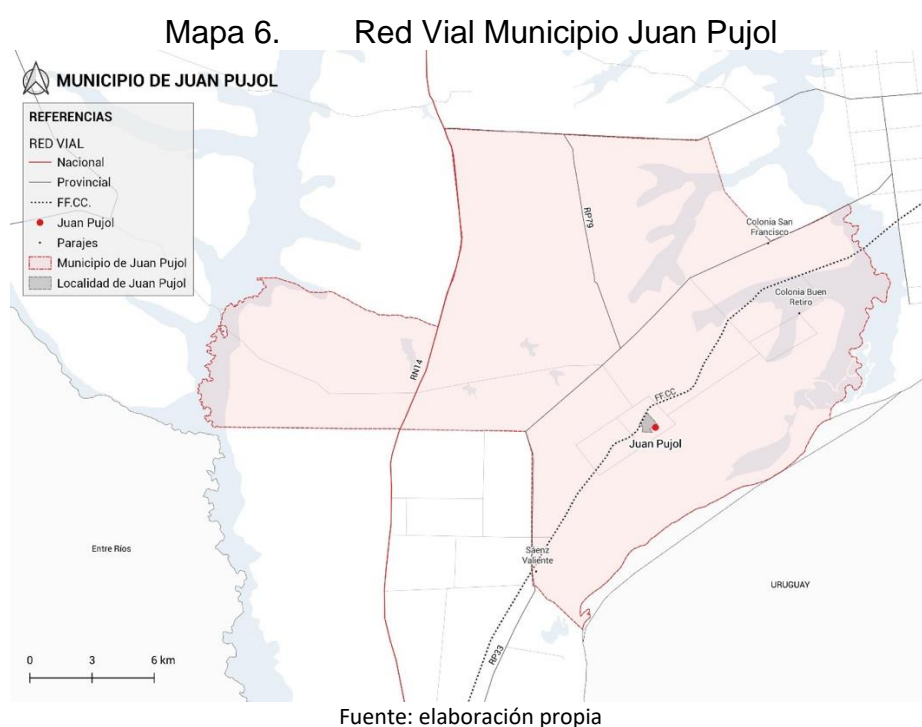 Mapa 6. Red Vial Municipio Juan Pujol
MUNICIPIO DE JUAN PUJOL
REFERENCIAS
RED VIAL
Nacional
Provincial
FF.CC.
Juan Pujol
Parajes
Municipio de Juan Pujol
Localidad de Juan Pujol
RP79
Colonia San
Francisco
Colonia Buen
Retiro
RN14
FF.CC
Juan Pujol
Entre Ríos
Sáenz
Valiente
URUGUAY
RP33
0 3 6 km
Fuente: elaboración propia